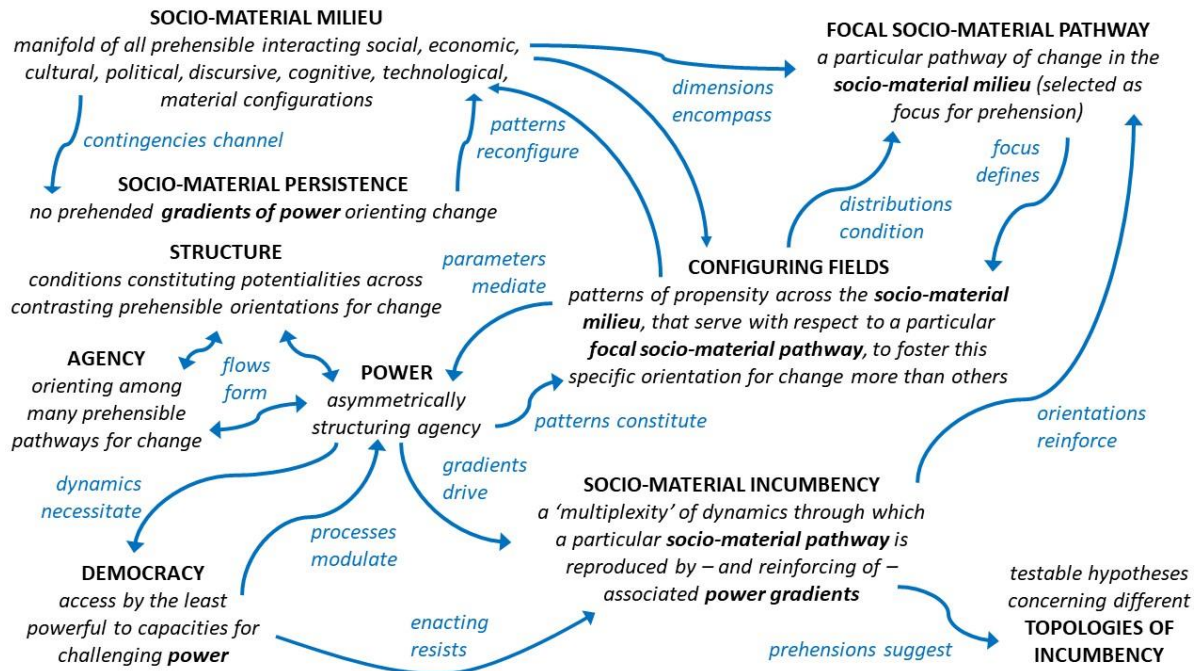 SOCIO-MATERIAL MILIEU
manifold of all prehensible interacting social, economic,
cultural, political, discursive, cognitive, technological,
material configurations
FOCAL SOCIO-MATERIAL PATHWAY
a particular pathway of change in the
socio-material milieu (selected as
focus for prehension)
dimensions
encompass
contingencies channel
patterns
reconfigure
focus
defines
SOCIO-MATERIAL PERSISTENCE
no prehended gradients of power orienting change
distributions
condition
STRUCTURE
conditions constituting potentialities across
contrasting prehensible orientations for change
parameters
mediate
CONFIGURING FIELDS
patterns of propensity across the socio-material
milieu, that serve with respect to a particular
focal socio-material pathway, to foster this
specific orientation for change more than others
AGENCY
orienting among
many prehensible
pathways for change
flows
form
POWER
asymmetrically
structuring agency
patterns constitute
orientations
reinforce
dynamics
necessitate
gradients
drive
processes
modulate
SOCIO-MATERIAL INCUMBENCY
a ‘multiplexity’ of dynamics through which
a particular socio-material pathway is
reproduced by – and reinforcing of –
associated power gradients
DEMOCRACY
access by the least
powerful to capacities for
challenging power
enacting
resists
prehensions suggest
testable hypotheses
concerning different
TOPOLOGIES OF
INCUMBENCY